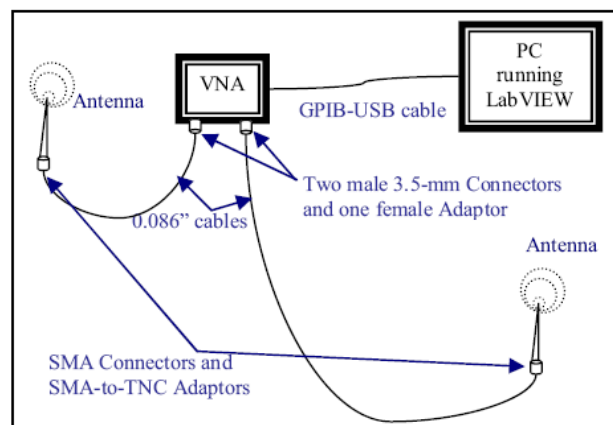 PC
running
LabVIEW
VNA
Antenna
GPIB-USB cable
Two male 3.5-mm Connectors
and one female Adaptor
0.086” cables
Antenna
SMA Connectors and
SMA-to-TNC Adaptors